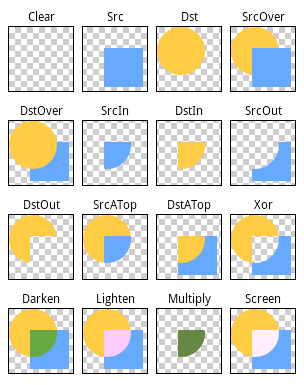 Clear Src Dst SrcOver
DstOver SrcIn DstIn SrcOut
DstOut SrcATop DstATop Xor
Darken Lighten Multiply Screen